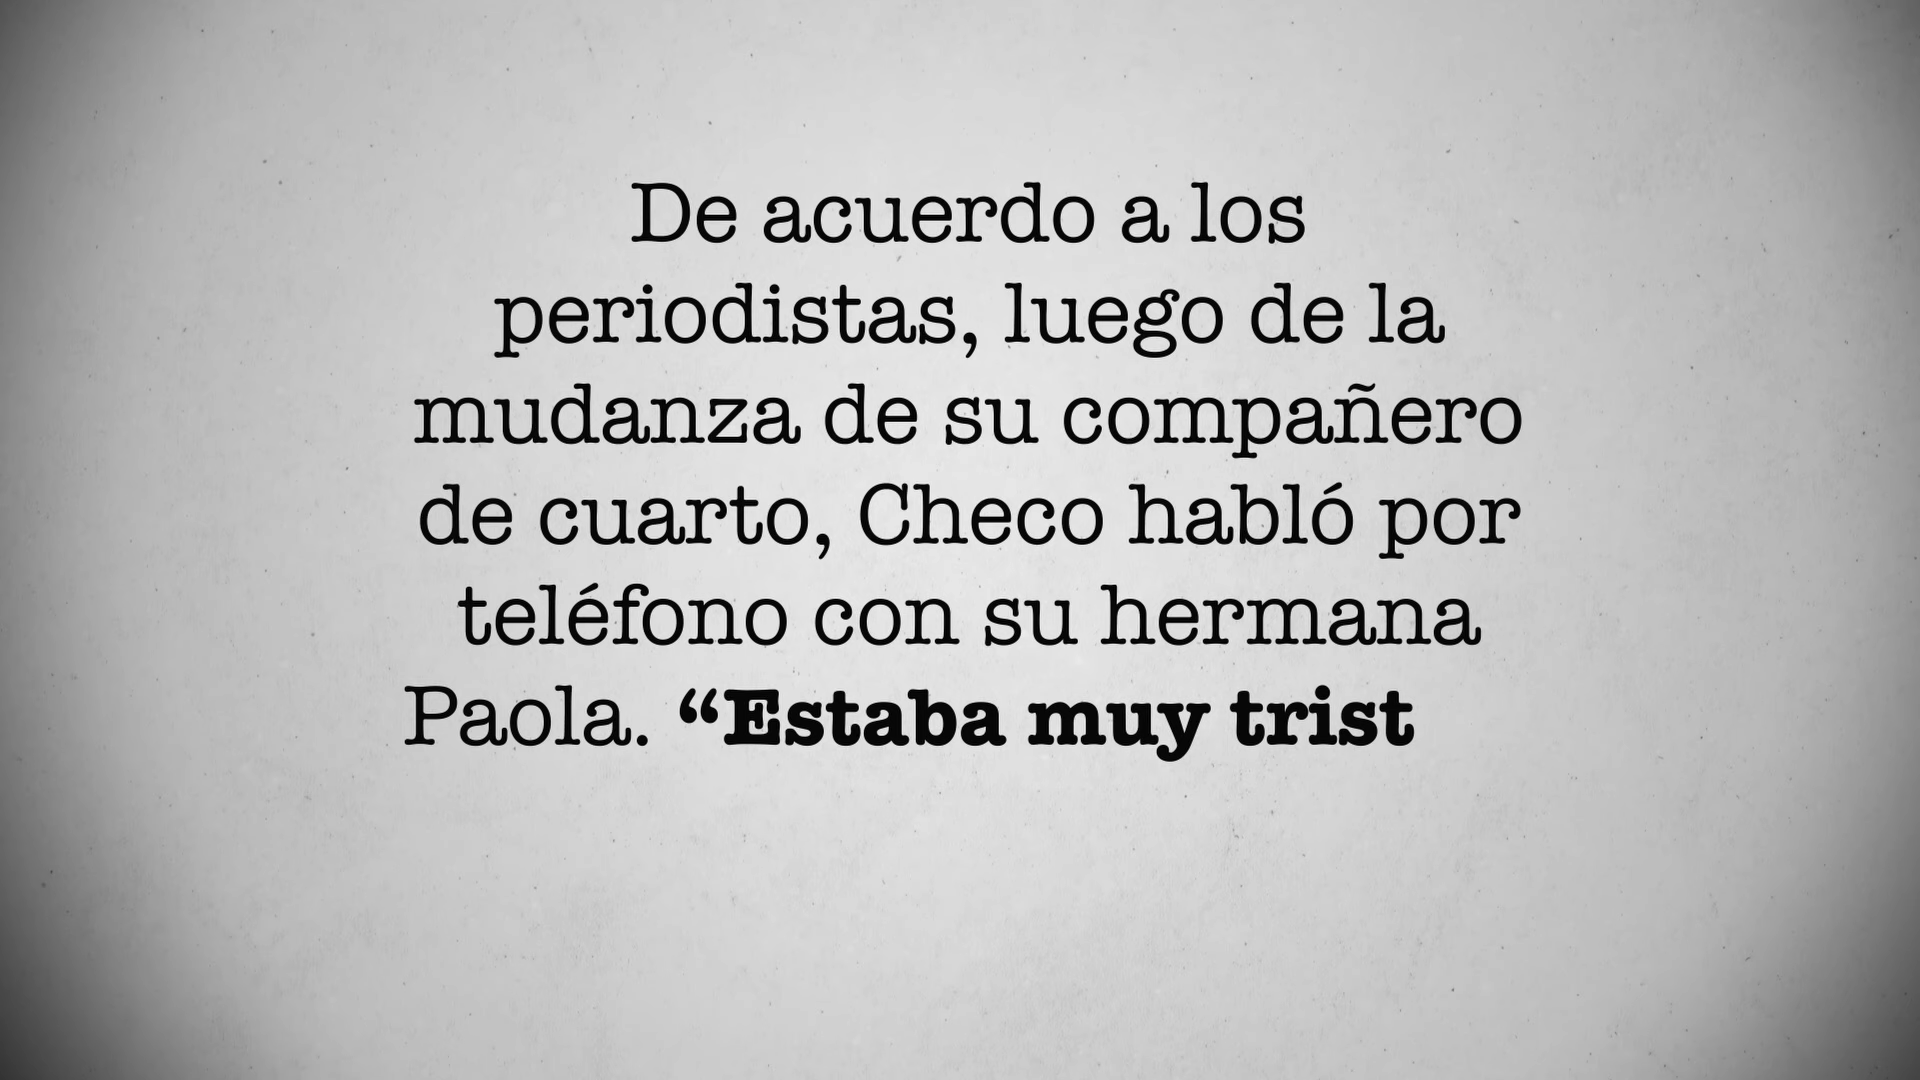 De acuerdo a los
periodistas, luego de la
mudanza de su compañero
de cuarto, Checo habló por
teléfono con su hermana
Paola. “Estaba muy trist